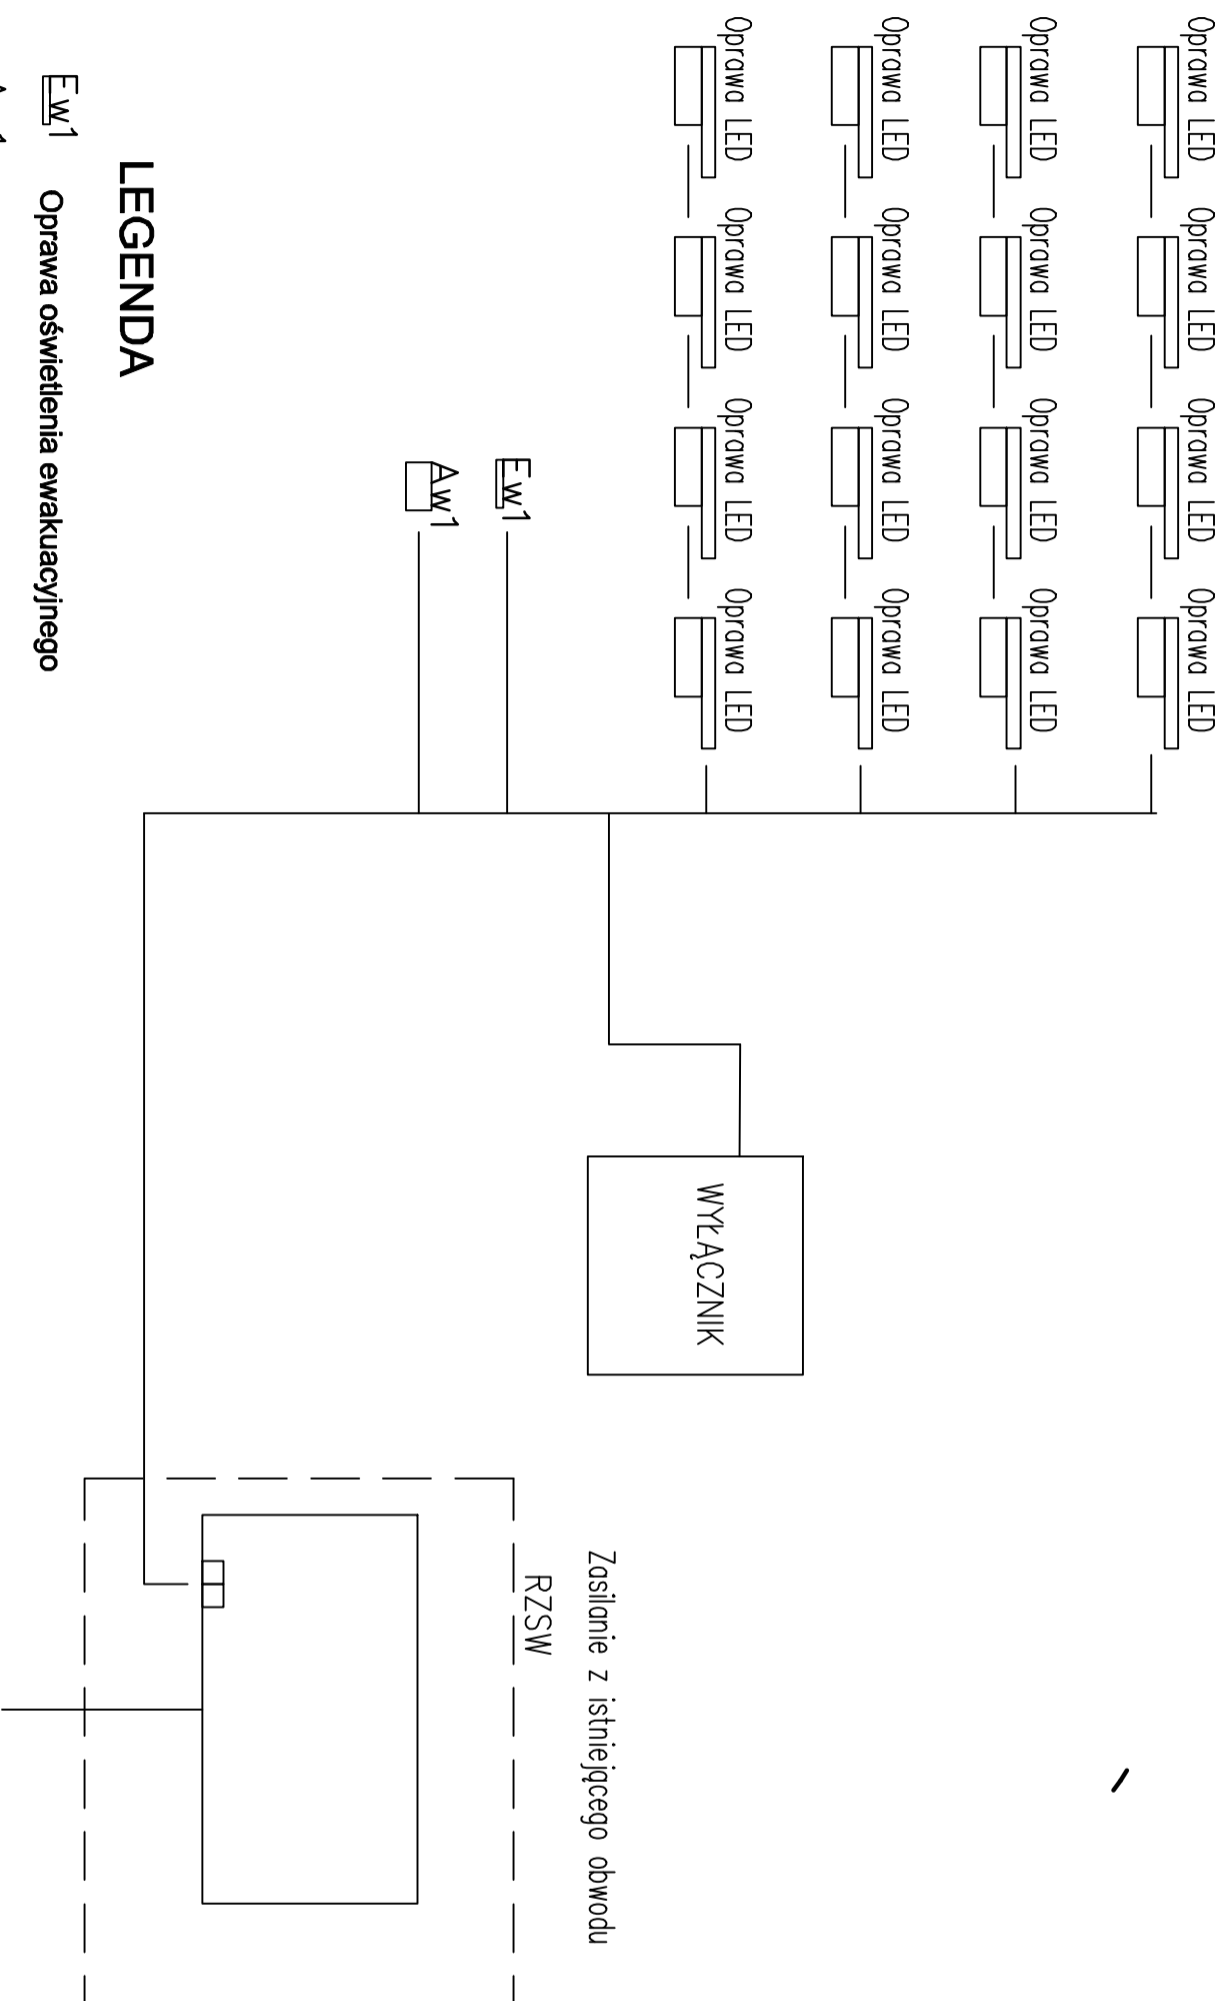 Oprawa LED Oprawa LED Oprawa LED Oprawa LED
Oprawa LED Oprawa LED Oprawa LED Oprawa LED
Oprawa LED Oprawa LED Oprawa LED Oprawa LED
Oprawa LED Oprawa LED Oprawa LED Oprawa LED
WYŁĄCZNIK
Zasilanie z istniejącego obwodu
RZSW
Ew1
Aw1
LEGENDA
Ew1 Oprawa oświetlenia ewakuacyjnego